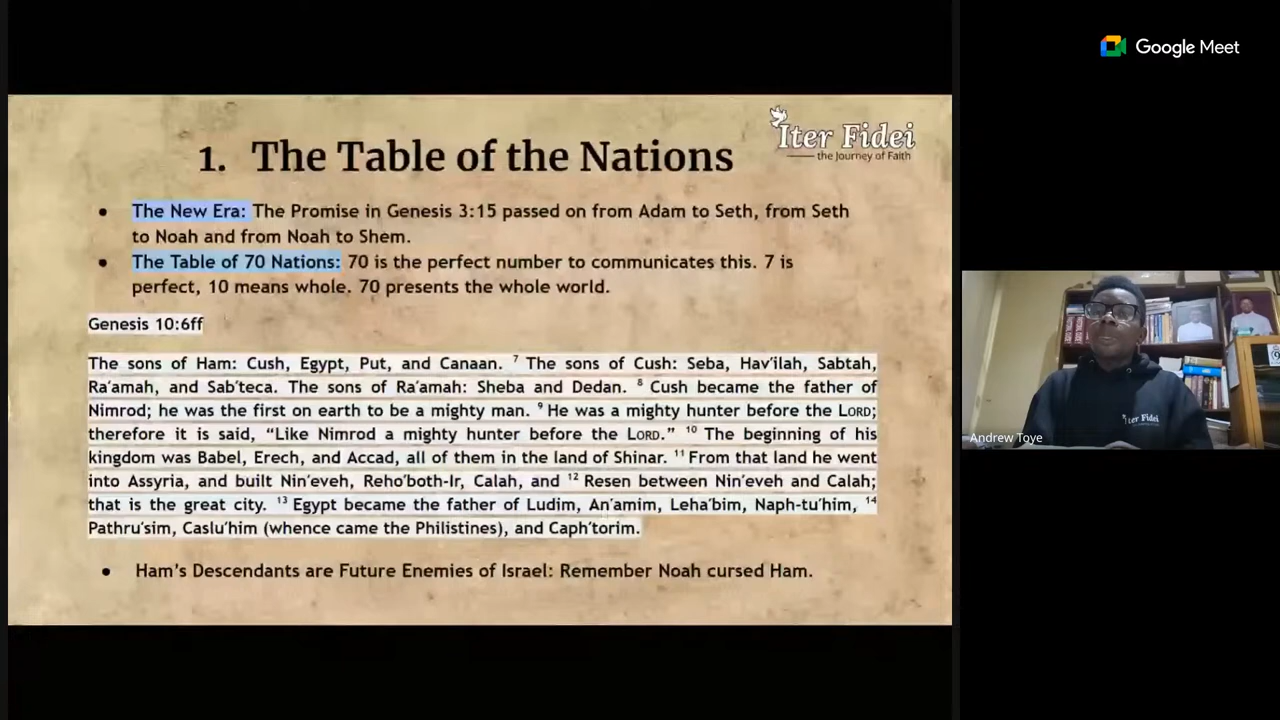 Google Meet
Iter Fidei
the Journey of Faith
1. The Table of the Nations
● The New Era: The Promise in Genesis 3:15 passed on from Adam to Seth, from Seth
to Noah and from Noah to Shem.
● The Table of 70 Nations: 70 is the perfect number to communicates this. 7 is
perfect, 10 means whole. 70 presents the whole world.
Genesis 10:6ff
The sons of Ham: Cush, Egypt, Put, and Canaan. ⁷ The sons of Cush: Seba, Hav′ilah, Sabtah,
Ra′amah, and Sab′teca. The sons of Ra′amah: Sheba and Dedan. ⁸ Cush became the father of
Nimrod; he was the first on earth to be a mighty man. ⁹ He was a mighty hunter before the LORD;
therefore it is said, “Like Nimrod a mighty hunter before the LORD.” ¹⁰ The beginning of his
kingdom was Babel, Erech, and Accad, all of them in the land of Shinar. ¹¹ From that land he went
into Assyria, and built Nin′eveh, Reho′both-Ir, Calah, and ¹² Resen between Nin′eveh and Calah;
that is the great city. ¹³ Egypt became the father of Ludim, An′amim, Leha′bim, Naph-tu′him, ¹⁴
Pathru′sim, Caslu′him (whence came the Philistines), and Caph′torim.
● Ham’s Descendants are Future Enemies of Israel: Remember Noah cursed Ham.
Iter Fidei
Andrew Toye